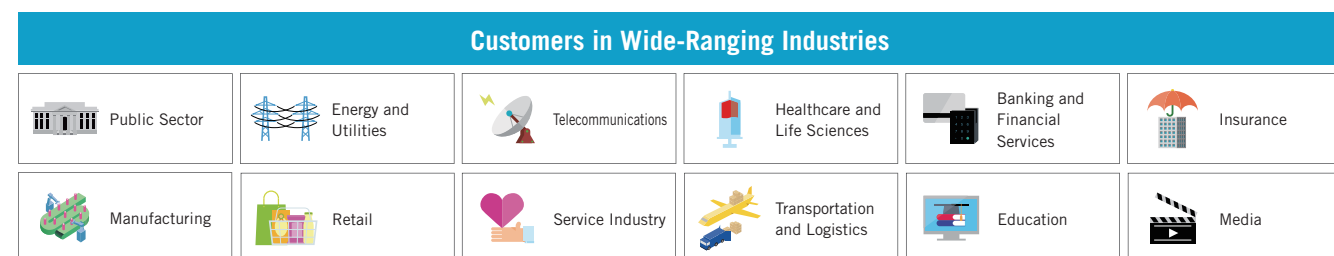 Customers in Wide-Ranging Industries
Public Sector
Energy and
Utilities
Telecommunications
Healthcare and
Life Sciences
Banking and
Financial
Services
Insurance
Manufacturing
Retail
Service Industry
Transportation
and Logistics
Education
Media